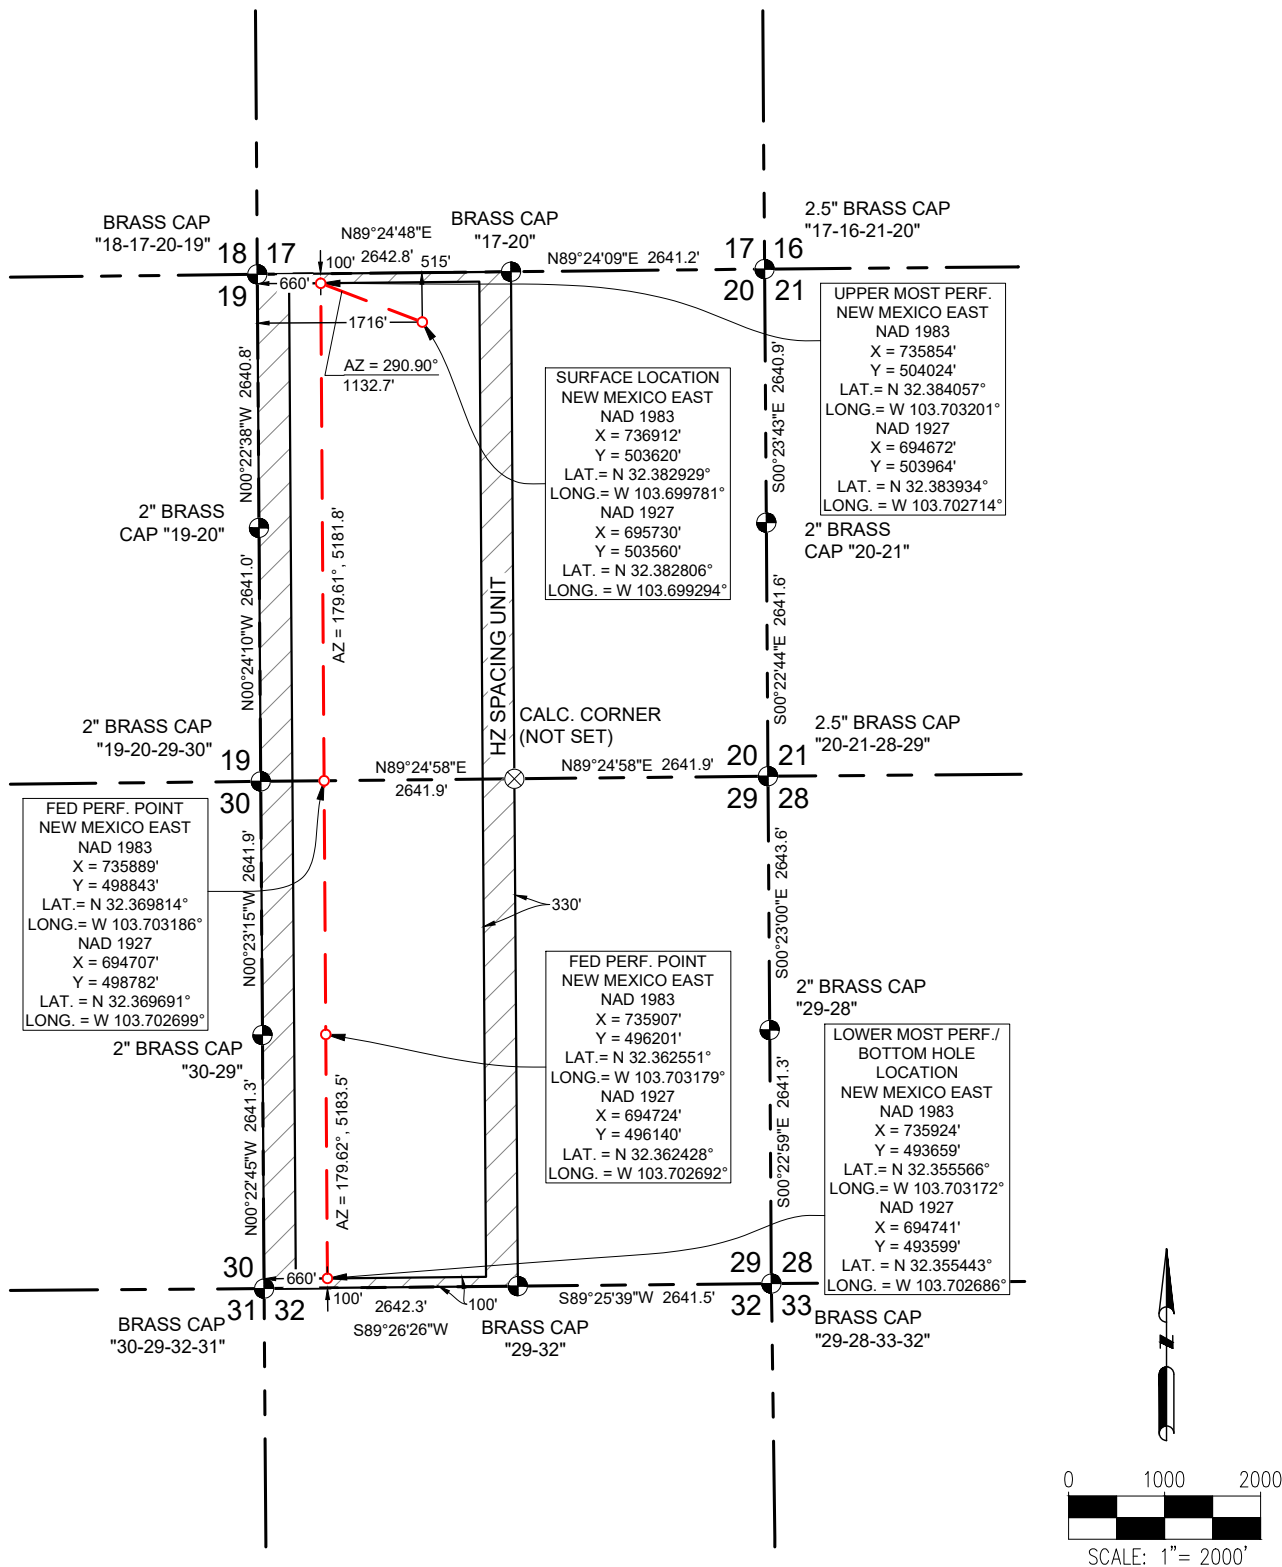 BRASS CAP
"18-17-20-19"
18 17
19
N89°24'48"E
2642.8'
BRASS CAP
"17-20"
N89°24'09"E 2641.2'
2.5" BRASS CAP
"17-16-21-20"
17 16
20 21
100'
515'
660'
1716'
AZ = 290.90°
1132.7'
UPPER MOST PERF.
NEW MEXICO EAST
NAD 1983
X = 735854'
Y = 504024'
LAT.= N 32.384057°
LONG.= W 103.703201°
NAD 1927
X = 694672'
Y = 503964'
LAT. = N 32.383934°
LONG. = W 103.702714°
SURFACE LOCATION
NEW MEXICO EAST
NAD 1983
X = 736912'
Y = 503620'
LAT.= N 32.382929°
LONG.= W 103.699781°
NAD 1927
X = 695730'
Y = 503560'
LAT. = N 32.382806°
LONG. = W 103.699294°
N00°22'38"W 2640.8'
S00°23'43"E 2640.9'
2" BRASS
CAP "19-20"
2" BRASS
CAP "20-21"
AZ = 179.61°, 5181.8'
N00°24'10"W 2641.0'
HZ SPACING UNIT
S00°22'44"E 2641.6'
2" BRASS CAP
"19-20-29-30"
19
30
N89°24'58"E
2641.9'
CALC. CORNER
(NOT SET)
N89°24'58"E 2641.9'
2.5" BRASS CAP
"20-21-28-29"
20 21
29 28
FED PERF. POINT
NEW MEXICO EAST
NAD 1983
X = 735889'
Y = 498843'
LAT.= N 32.369814°
LONG.= W 103.703186°
NAD 1927
X = 694707'
Y = 498782'
LAT. = N 32.369691°
LONG. = W 103.702699°
N00°23'15"W 2641.9'
330'
S00°23'00"E 2643.6'
FED PERF. POINT
NEW MEXICO EAST
NAD 1983
X = 735907'
Y = 496201'
LAT.= N 32.362551°
LONG.= W 103.703179°
NAD 1927
X = 694724'
Y = 496140'
LAT. = N 32.362428°
LONG. = W 103.702692°
2" BRASS CAP
"30-29"
2" BRASS CAP
"29-28"
LOWER MOST PERF./
BOTTOM HOLE
LOCATION
NEW MEXICO EAST
NAD 1983
X = 735924'
Y = 493659'
LAT.= N 32.355566°
LONG.= W 103.703172°
NAD 1927
X = 694741'
Y = 493599'
LAT. = N 32.355443°
LONG. = W 103.702686°
N00°22'45"W 2641.3'
AZ = 179.62°, 5183.5'
S00°22'59"E 2641.3'
30
31 32
660'
100'
2642.3'
S89°26'26"W
100'
S89°25'39"W 2641.5'
29 28
32 33
BRASS CAP
"30-29-32-31"
BRASS CAP
"29-32"
BRASS CAP
"29-28-33-32"
N
0 1000 2000
SCALE: 1"= 2000'